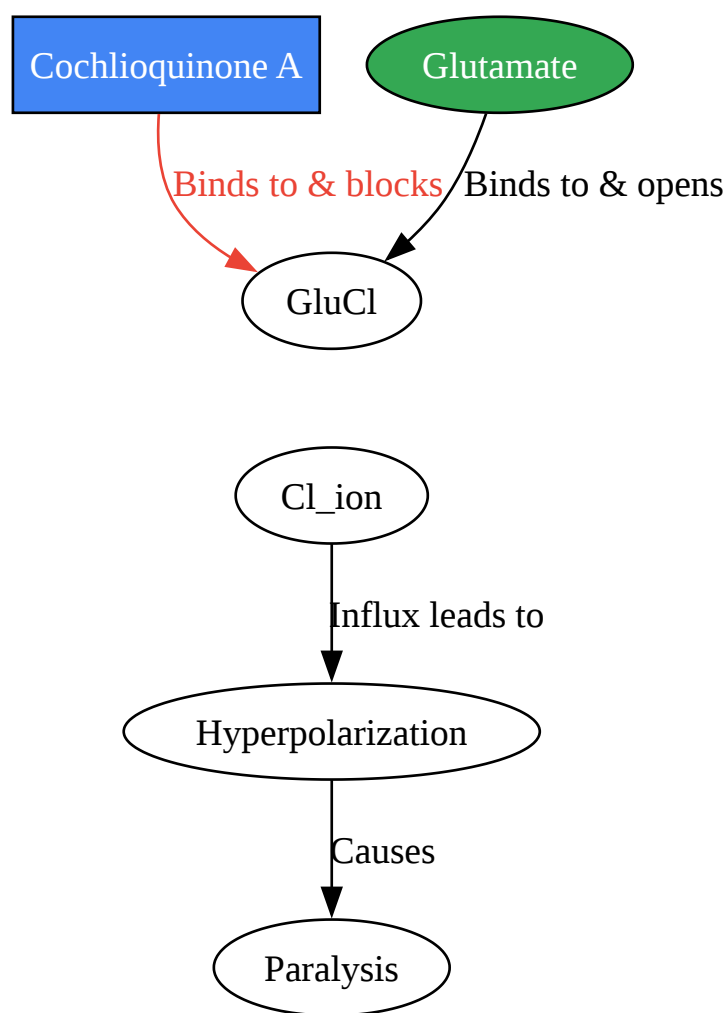 Cochlioquinone A
Glutamate
Binds to & blocks
Binds to & opens
GluCl
Cl_ion
Influx leads to
Hyperpolarization
Causes
Paralysis